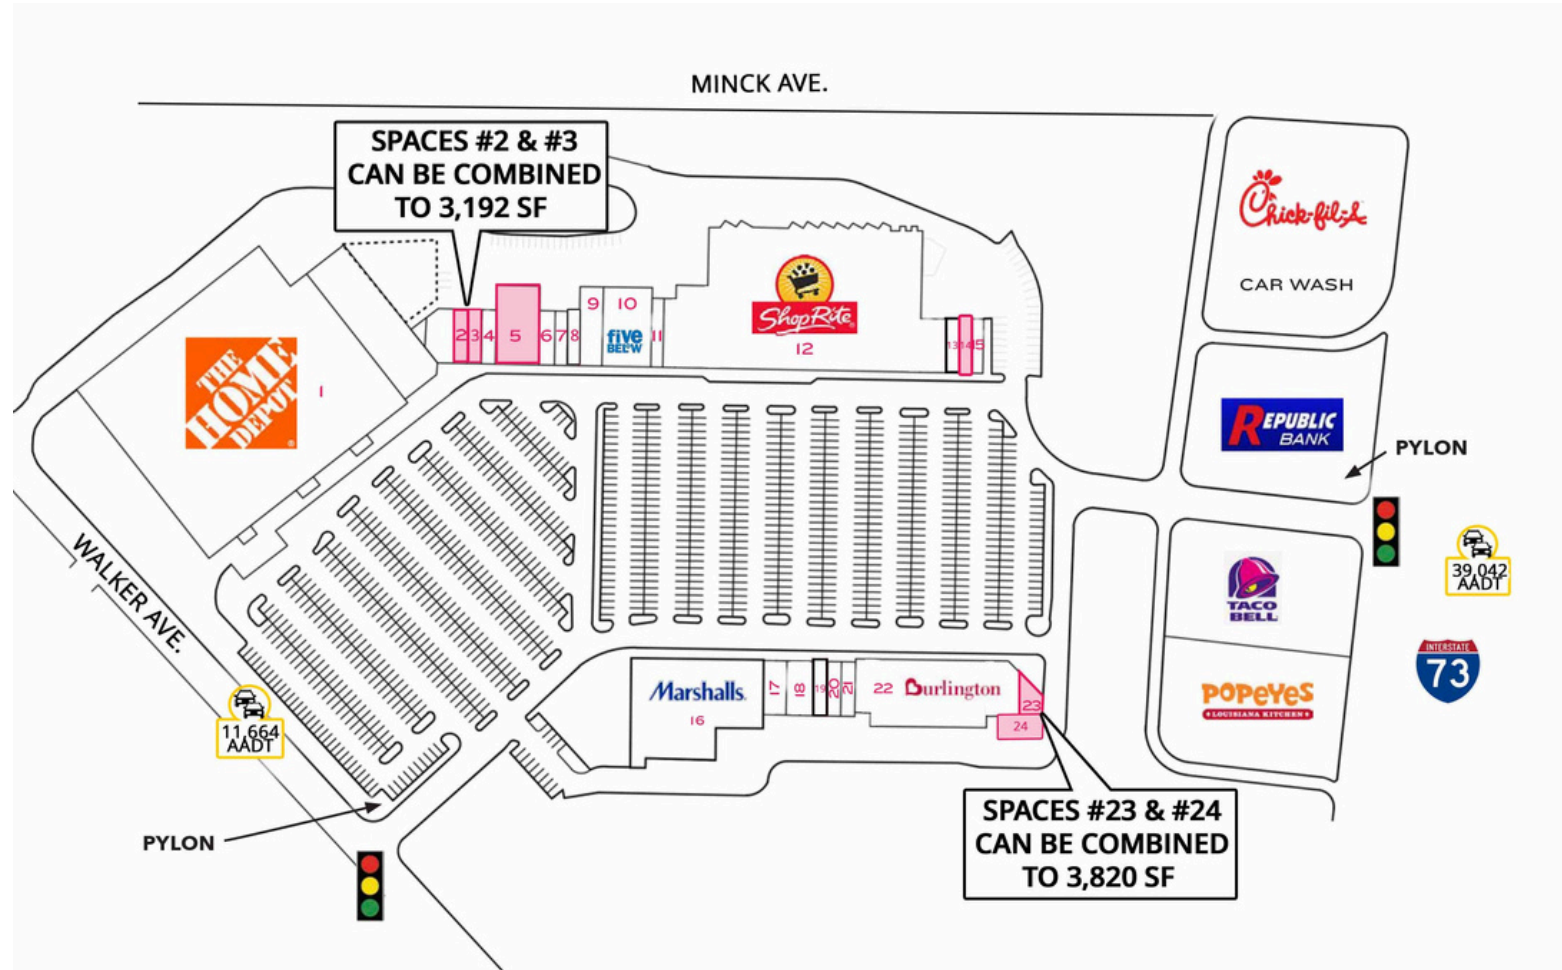 MINCK AVE.
SPACES #2 & #3
CAN BE COMBINED
TO 3,192 SF
Chick-fil-A
CAR WASH
THE
HOME
DEPOT
1
2
3
4
5
6
7
8
9
10
five
BELOW
11
ShopRite
12
13
14
15
REPUBLIC
BANK
PYLON
39,042
AADT
TACO
BELL
INTERSTATE
73
POPEYES
LOUISIANA KITCHEN
WALKER AVE.
11,664
AADT
Marshalls
16
17
18
19
20
21
22
Burlington
23
24
SPACES #23 & #24
CAN BE COMBINED
TO 3,820 SF
PYLON